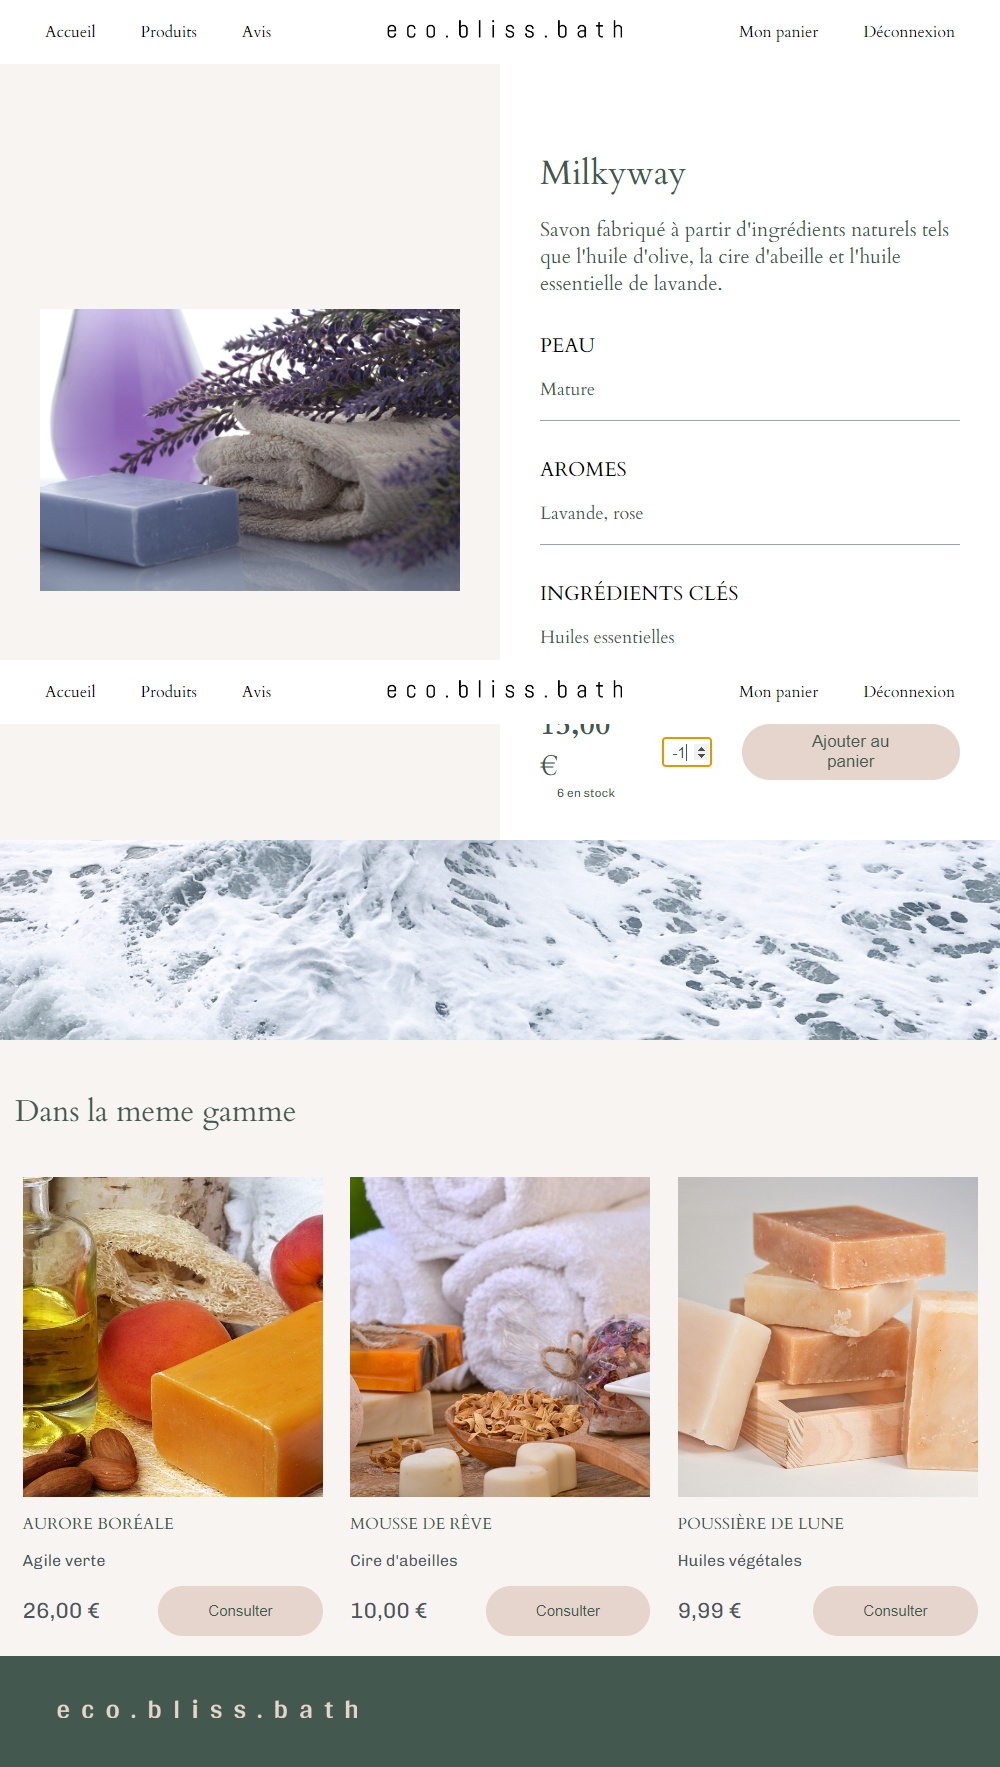 Accueil Produits Avis eco.bliss.bath Mon panier Déconnexion
Milkyway
Savon fabriqué à partir d'ingrédients naturels tels
que l'huile d'olive, la cire d'abeille et l'huile
essentielle de lavande.
PEAU
Mature
AROMES
Lavande, rose
INGRÉDIENTS CLÉS
Huiles essentielles
Accueil Produits Avis eco.bliss.bath Mon panier Déconnexion
15,00
€
-1
Ajouter au
panier
6 en stock
Dans la meme gamme
AURORE BORÉALE
Agile verte
26,00 €
Consulter
MOUSSE DE RÊVE
Cire d'abeilles
10,00 €
Consulter
POUSSIÈRE DE LUNE
Huiles végétales
9,99 €
Consulter
eco.bliss.bath